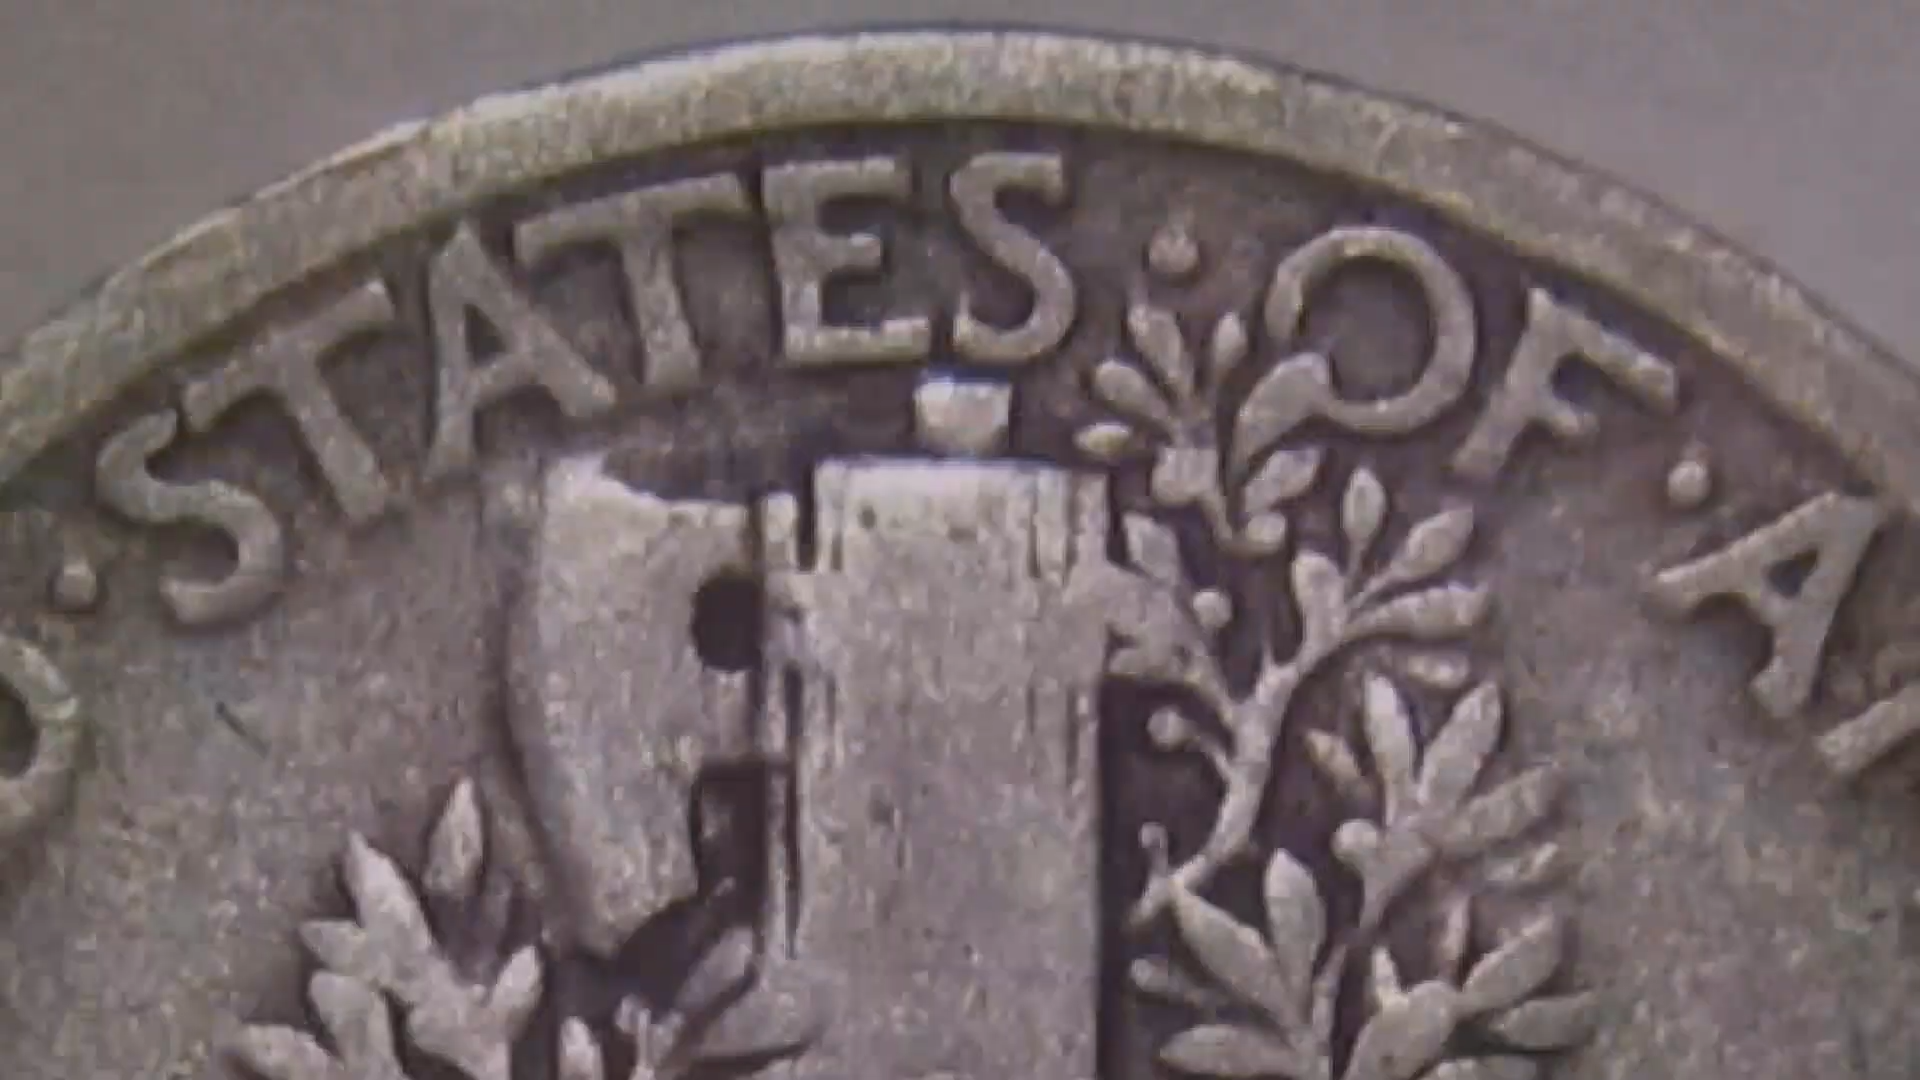 D · STATES · OF · A